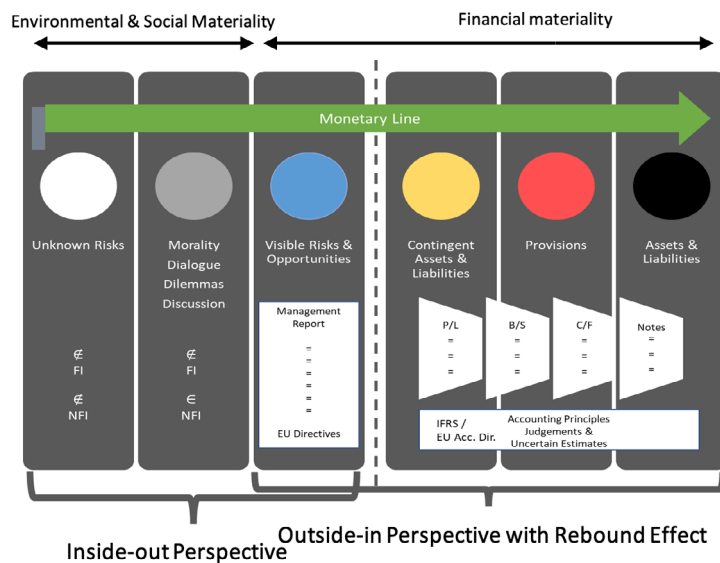 Environmental & Social Materiality
Financial materiality
Monetary Line
Unknown Risks
∉
FI
∉
NFI
Morality
Dialogue
Dilemmas
Discussion
∉
FI
∈
NFI
Visible Risks &
Opportunities
Management
Report
=
=
=
=
=
=
EU Directives
Contingent
Assets &
Liabilities
Provisions
Assets &
Liabilities
P/L
=
=
=
B/S
=
=
=
C/F
=
=
=
Notes
=
=
=
IFRS /
EU Acc. Dir.
Accounting Principles
Judgements &
Uncertain Estimates
Inside-out Perspective
Outside-in Perspective with Rebound Effect